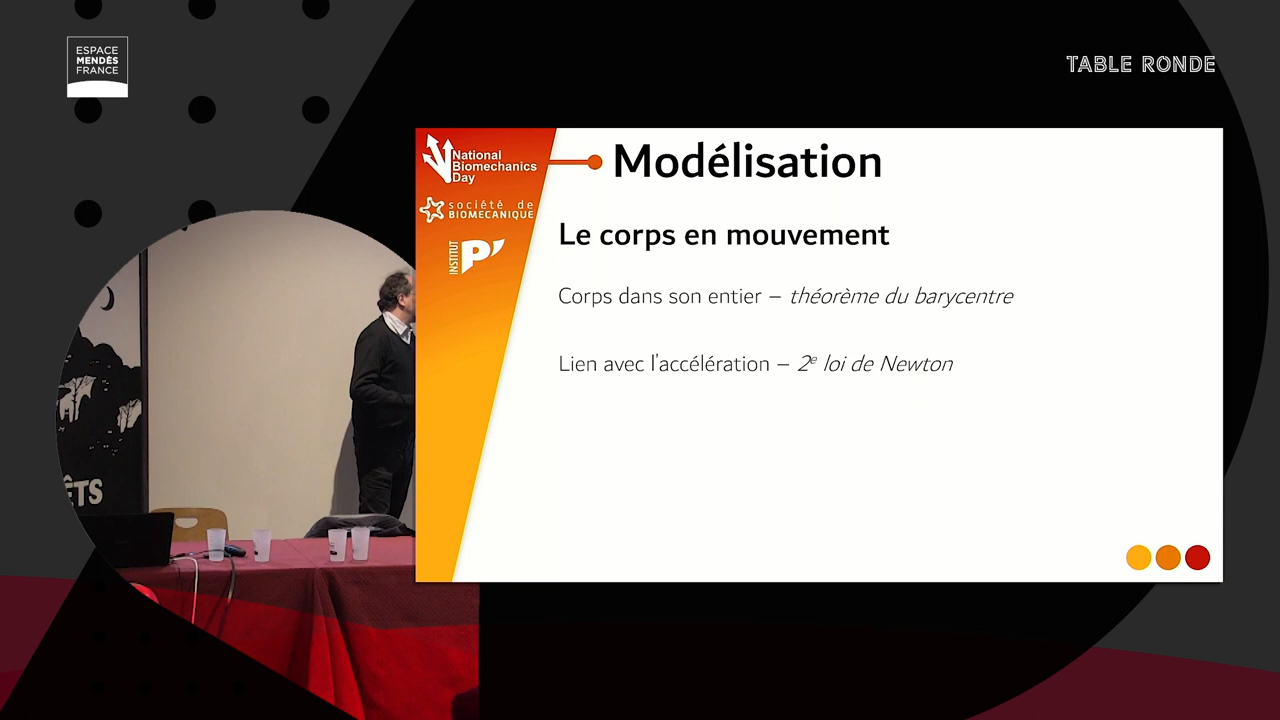 ESPACE
MENDÈS
FRANCE
TABLE RONDE
National
Biomechanics
Day
société de
BIOMECANIQUE
INSTITUT
P'
Modélisation
Le corps en mouvement
Corps dans son entier – théorème du barycentre
Lien avec l'accélération – 2e loi de Newton
ÊTS